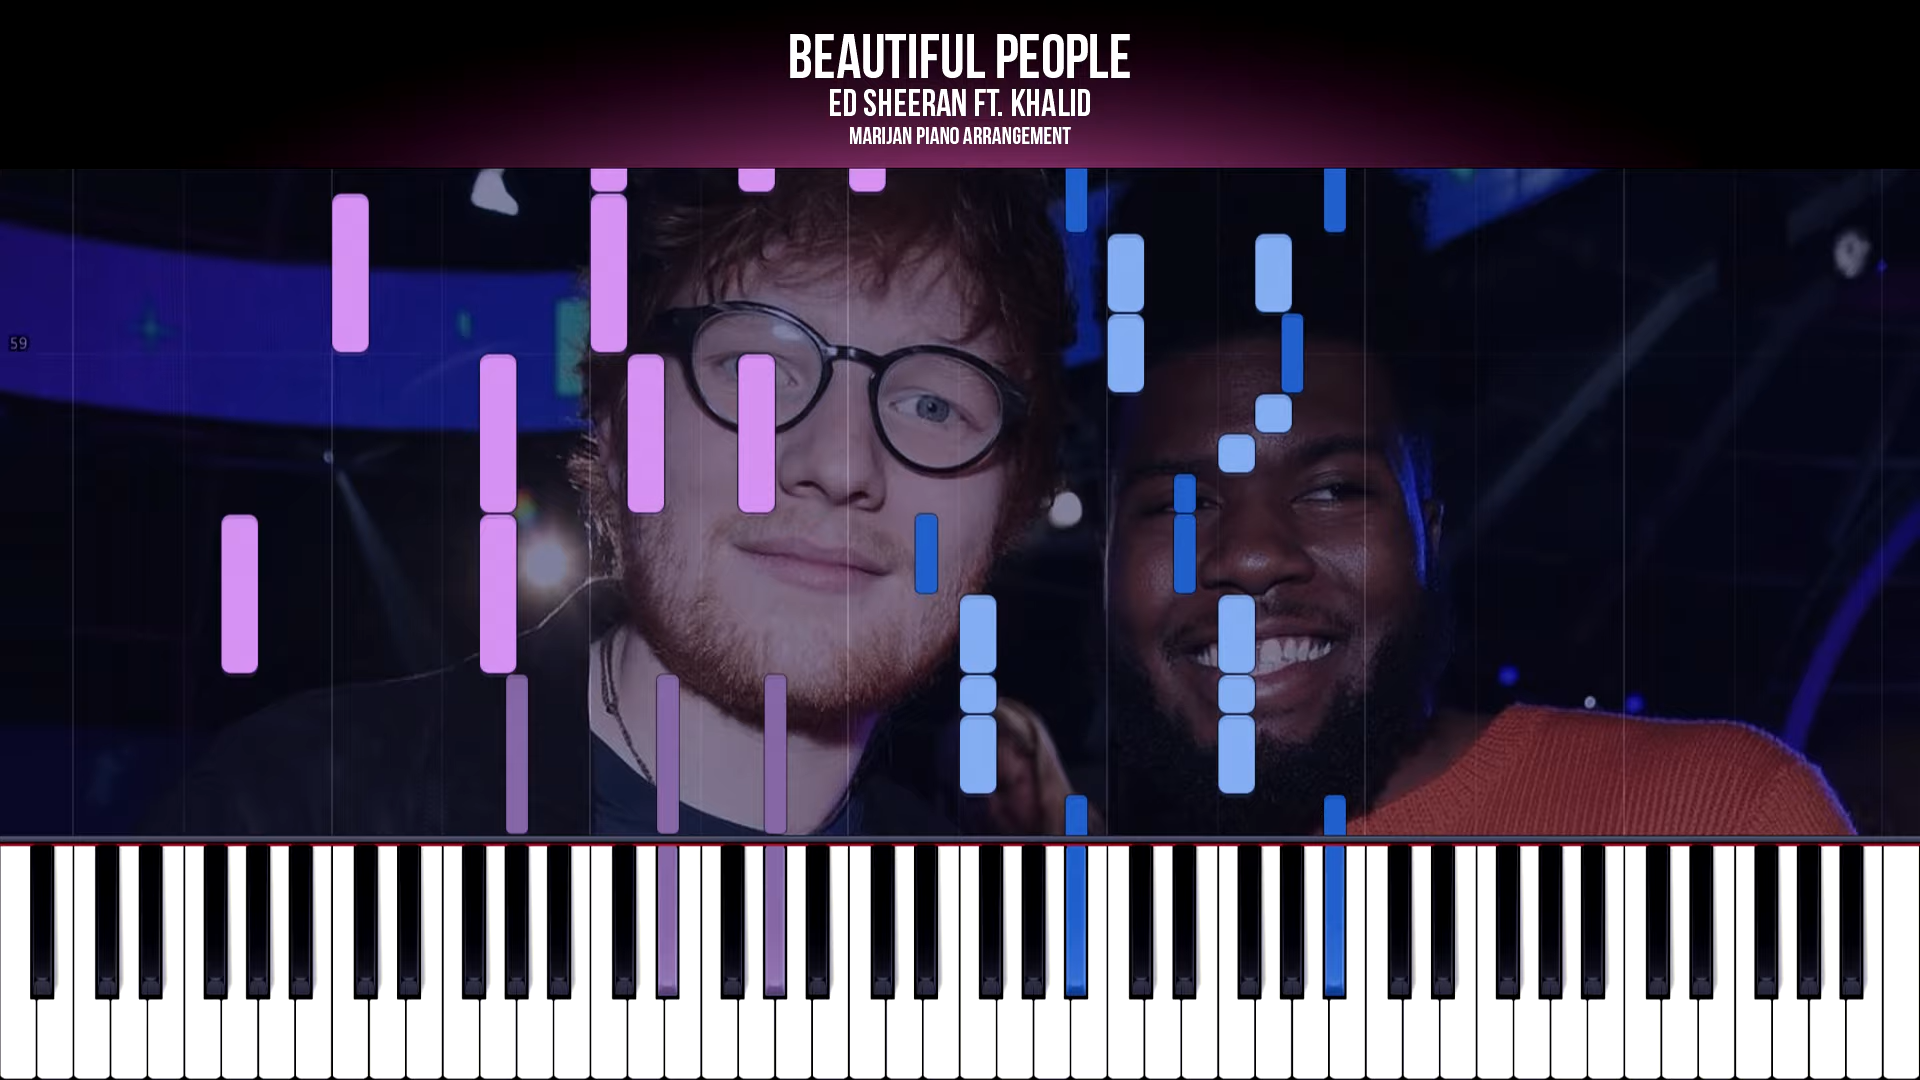 BEAUTIFUL PEOPLE
ED SHEERAN FT. KHALID
MARIJAN PIANO ARRANGEMENT
59